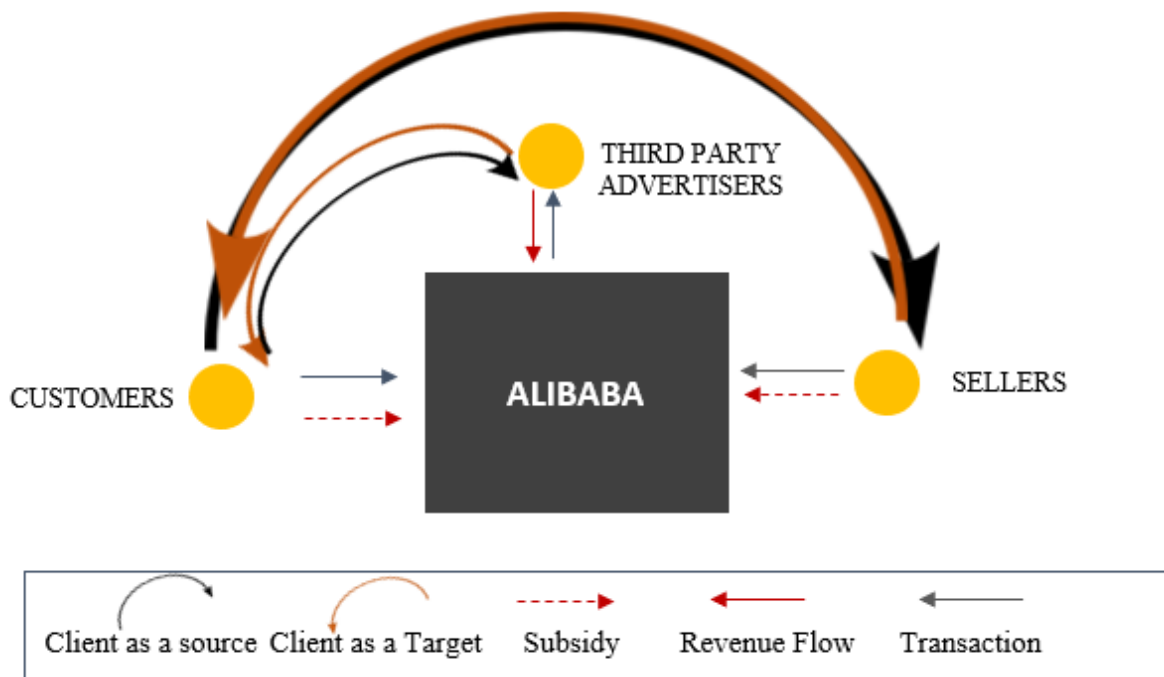 THIRD PARTY
ADVERTISERS
CUSTOMERS
ALIBABA
SELLERS
Client as a source
Client as a Target
Subsidy
Revenue Flow
Transaction